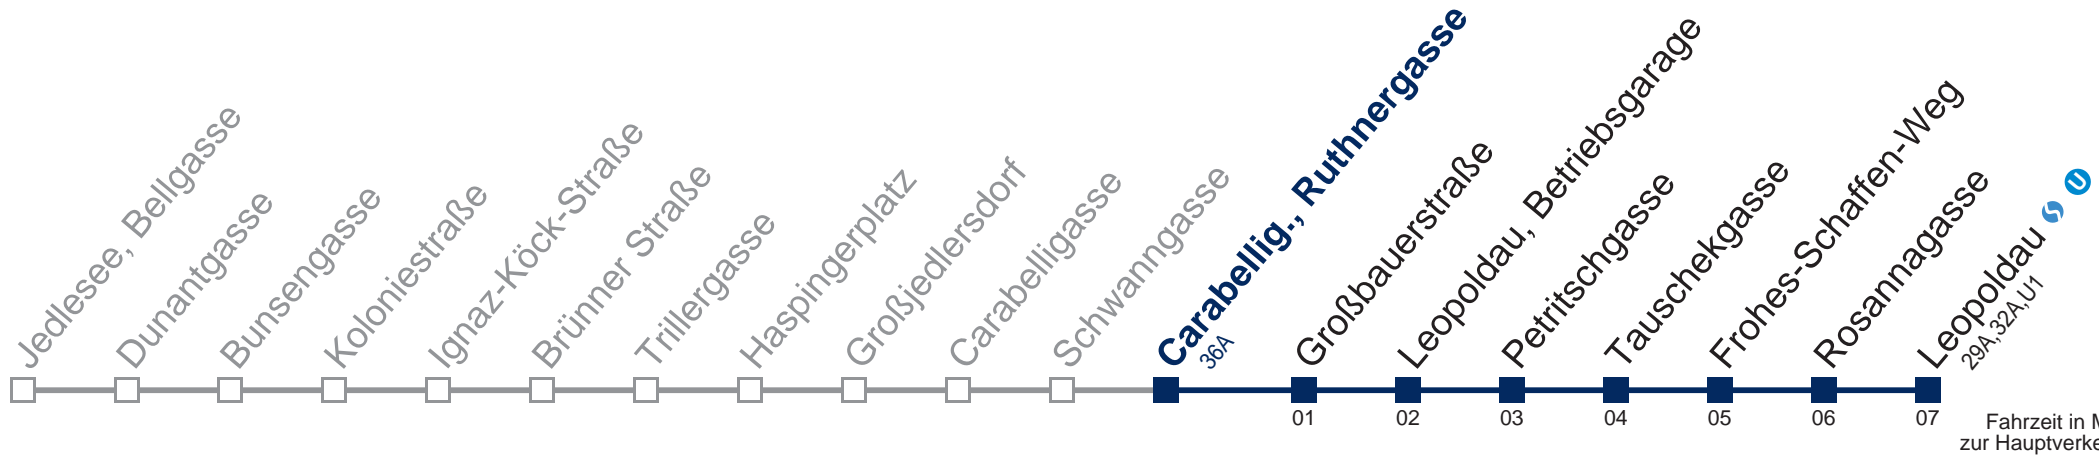 Jedlesee, Bellgasse
Dunantgasse
Bunsengasse
Koloniestraße
Ignaz-Köck-Straße
Brünner Straße
Trillergasse
Haspingerplatz
Großjedlersdorf
Carabelligasse
Schwanngasse
Carabellig., Ruthnergasse
36A
Großbauerstraße
Leopoldau, Betriebsgarage
Petritschgasse
Tauschekgasse
Frohes-Schaffen-Weg
Rosannagasse
Leopoldau S U
29A,32A,U1
01 02 03 04 05 06 07
Fahrzeit in M
zur Hauptverke